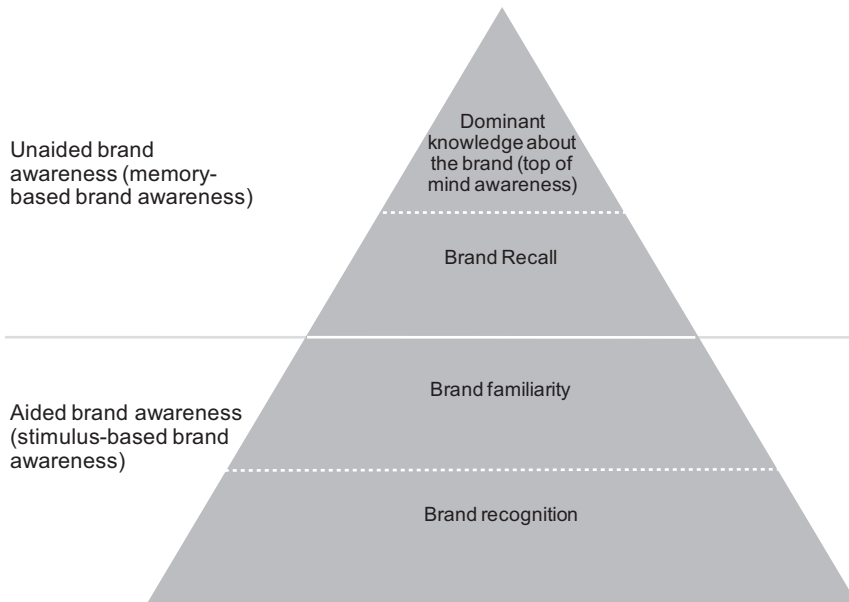 Dominant
knowledge about
the brand (top of
mind awareness)
Unaided brand
awareness (memory-
based brand awareness)
Brand Recall
Brand familiarity
Aided brand awareness
(stimulus-based brand
awareness)
Brand recognition